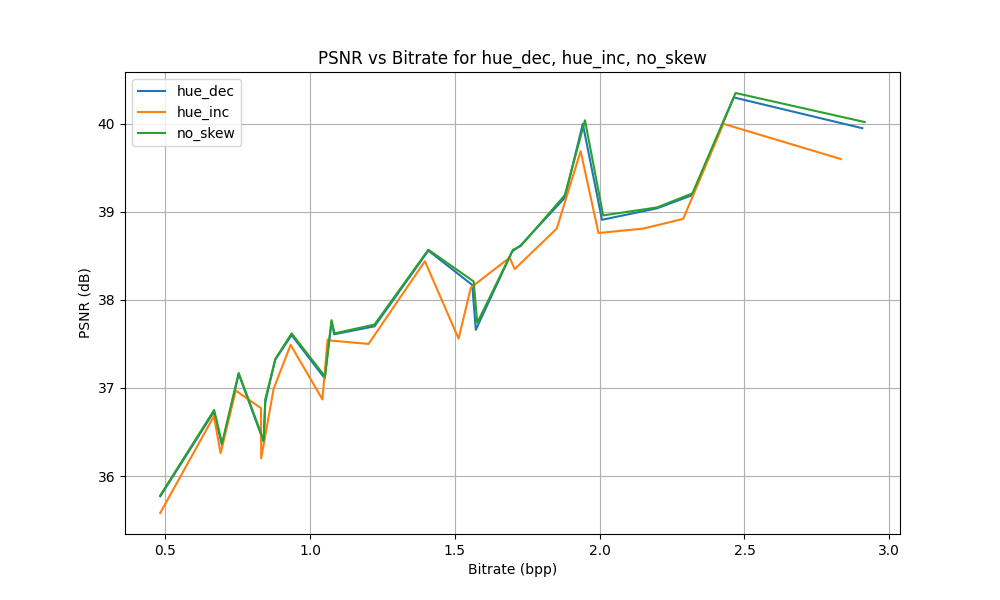 PSNR vs Bitrate for hue_dec, hue_inc, no_skew
hue_dec
hue_inc
no_skew
PSNR (dB)
40
39
38
37
36
0.5 1.0 1.5 2.0 2.5 3.0
Bitrate (bpp)